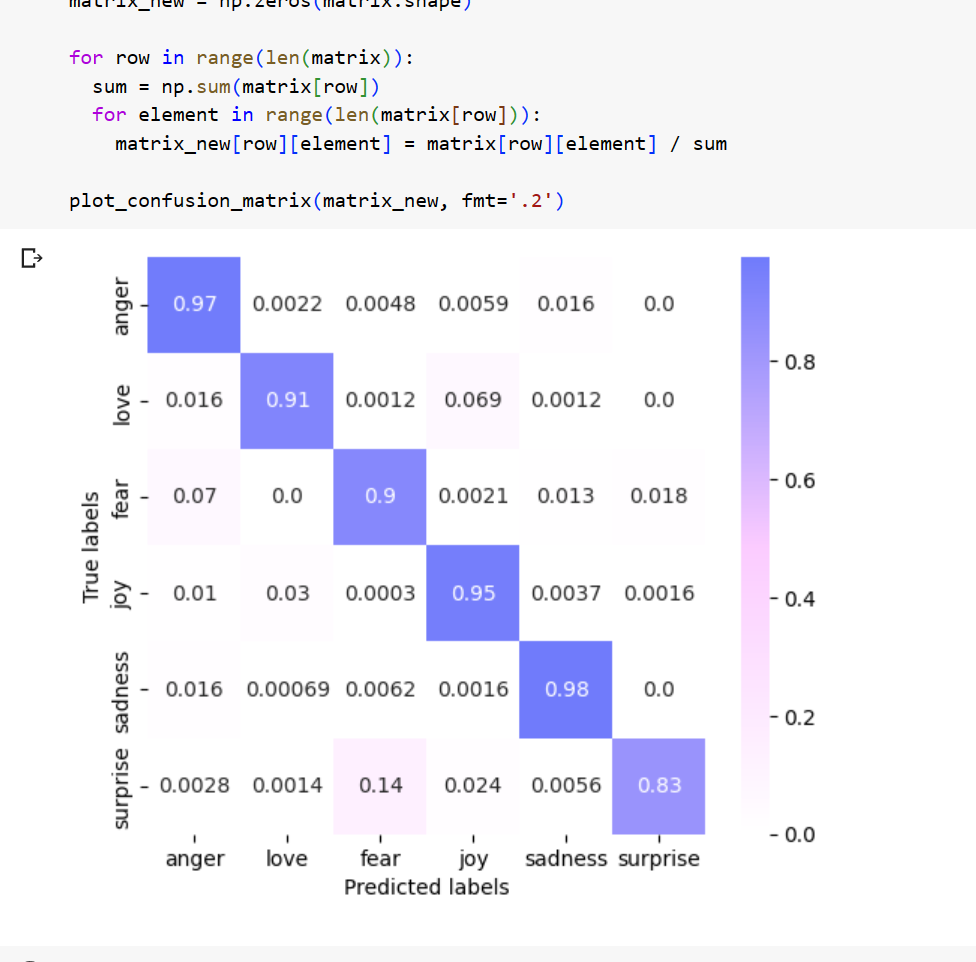 matrix_new = np.zeros(matrix.shape)
for row in range(len(matrix)):
sum = np.sum(matrix[row])
for element in range(len(matrix[row])):
matrix_new[row][element] = matrix[row][element] / sum
plot_confusion_matrix(matrix_new, fmt='.2')
anger 0.97 0.0022 0.0048 0.0059 0.016 0.0
love 0.016 0.91 0.0012 0.069 0.0012 0.0
fear 0.07 0.0 0.9 0.0021 0.013 0.018
joy 0.01 0.03 0.0003 0.95 0.0037 0.0016
sadness 0.016 0.00069 0.0062 0.0016 0.98 0.0
surprise 0.0028 0.0014 0.14 0.024 0.0056 0.83
True labels
anger love fear joy sadness surprise
Predicted labels
0.8
0.6
0.4
0.2
0.0